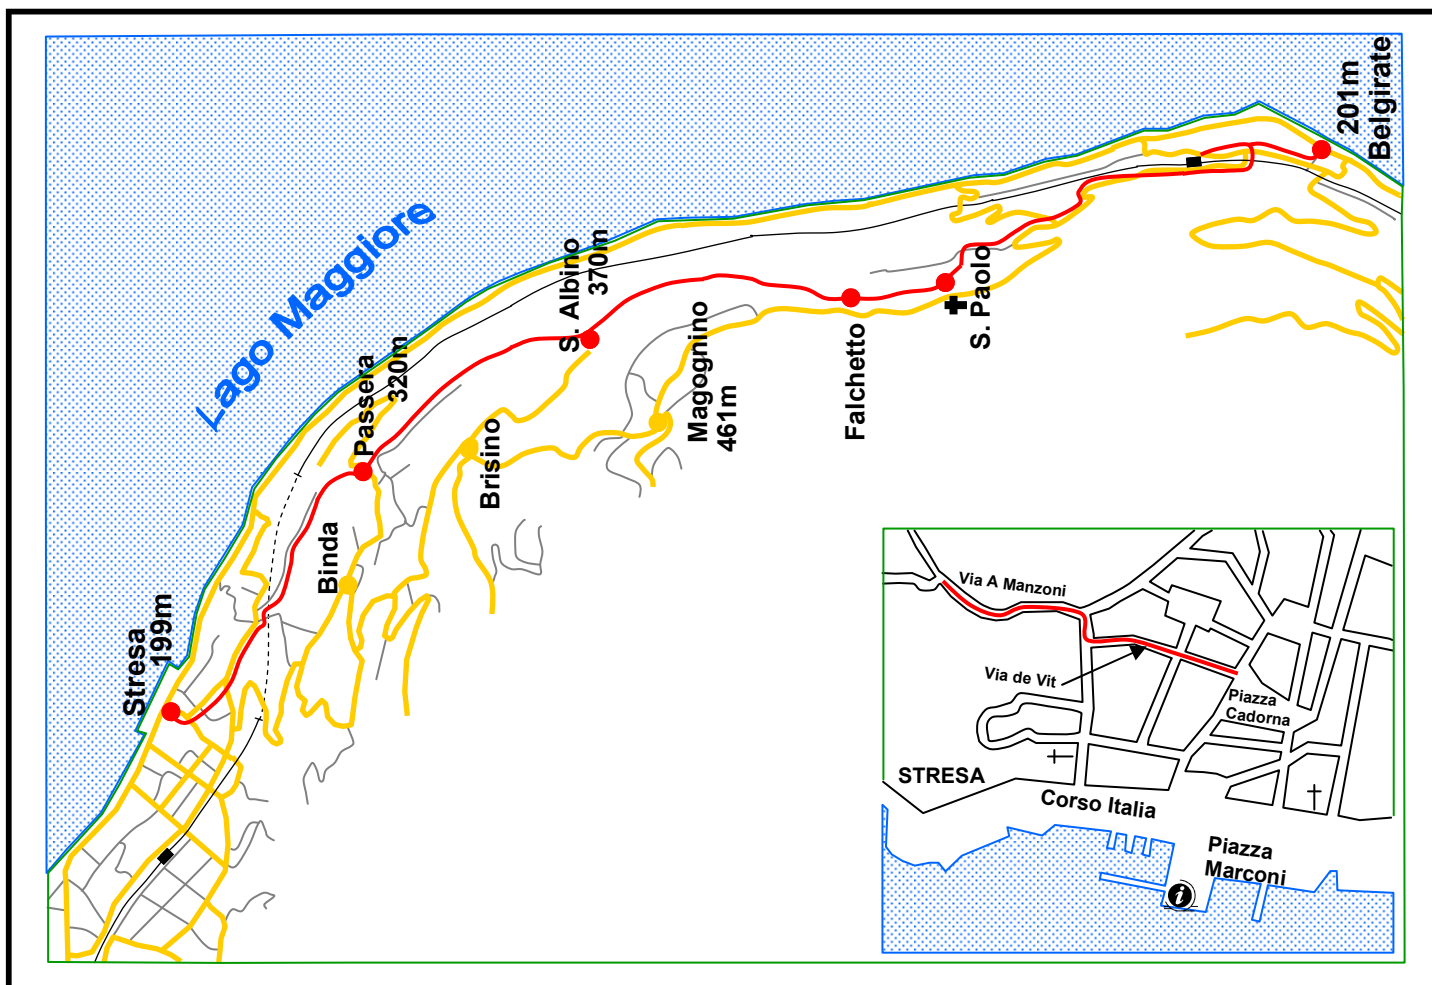 Lago Maggiore
Stresa
199m
Binda
Passera
320m
Brisino
S. Albino
370m
Magognino
461m
Falchetto
S. Paolo
201m
Belgirate
Via A Manzoni
Via de Vit
Piazza
Cadorna
STRESA
Corso Italia
Piazza
Marconi
i